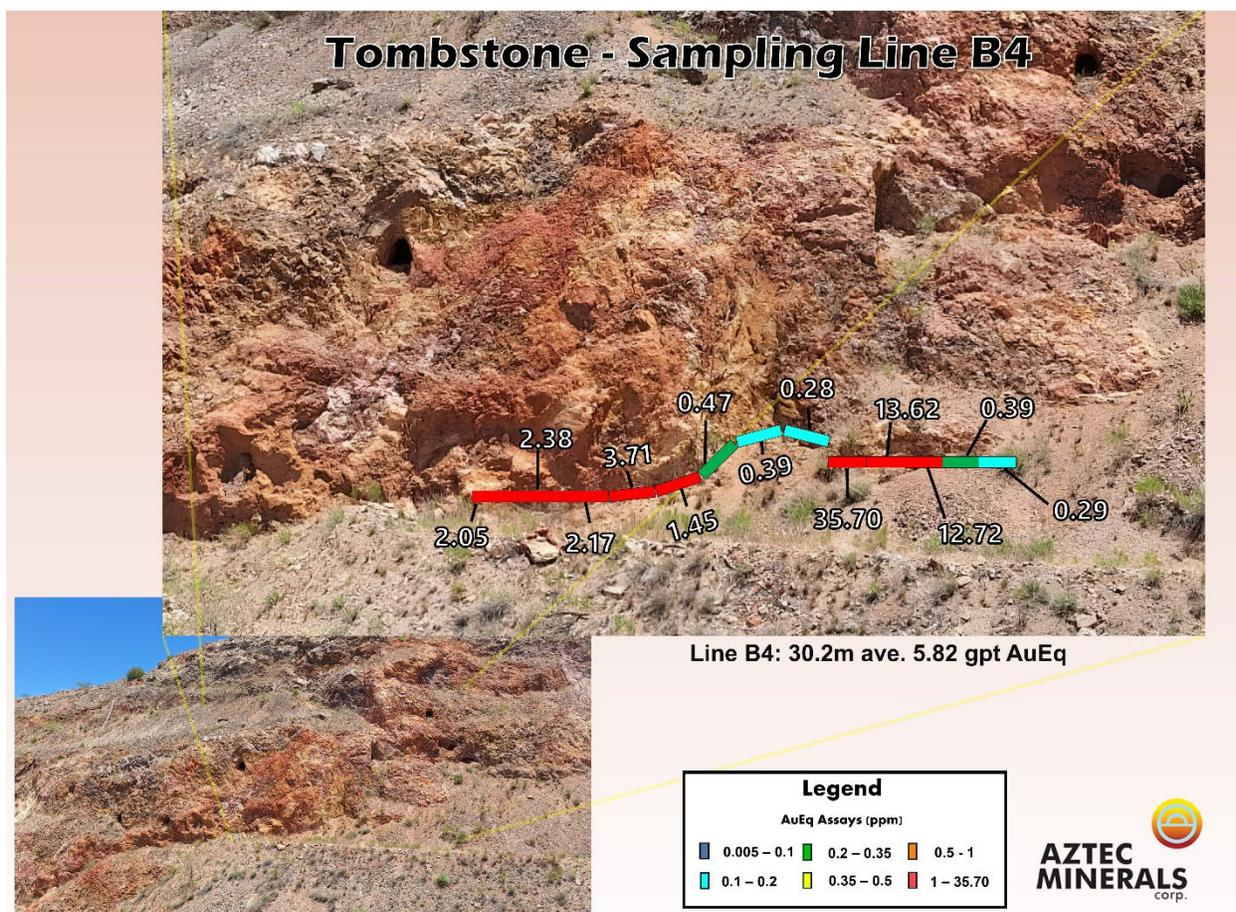 Tombstone - Sampling Line B4
0.47
0.28
13.62
0.39
2.38
3.71
0.39
2.05
2.17
1.45
35.70
12.72
0.29
Line B4: 30.2m ave. 5.82 gpt AuEq
Legend
AuEq Assays (ppm)
0.005 – 0.1 0.2 – 0.35 0.5 - 1
0.1 – 0.2 0.35 – 0.5 1 – 35.70
AZTEC
MINERALS
corp.